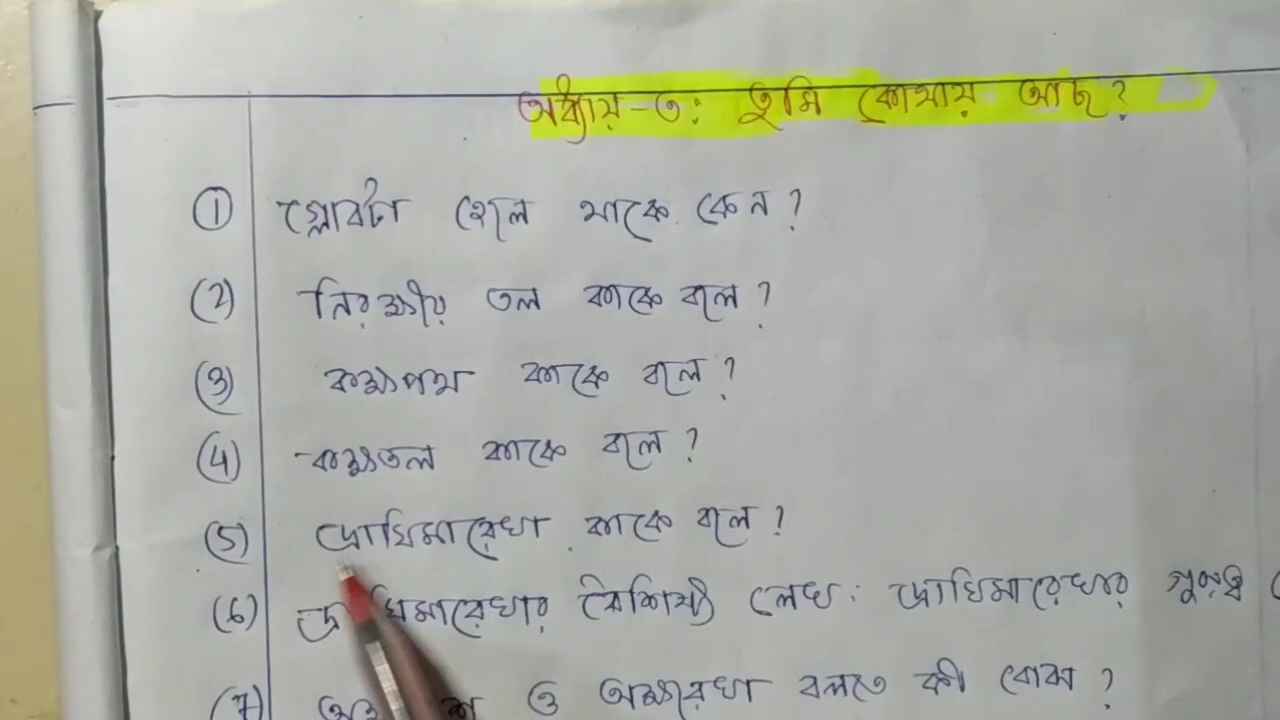 অধ্যায়-৩: তুমি কোথায় আছ?
① গ্লোবটা হেলে থাকে কেন?
(2) নিরক্ষীয় তল কাকে বলে?
(3) কক্ষপথ কাকে বলে?
(4) কক্ষতল কাকে বলে?
(5) দ্রাঘিমারেখা কাকে বলে?
(6) দ্রাঘিমারেখার বৈশিষ্ট্য লেখ। দ্রাঘিমারেখার গুরুত্ব
(7) ও অক্ষরেখা বলতে কী বোঝ?